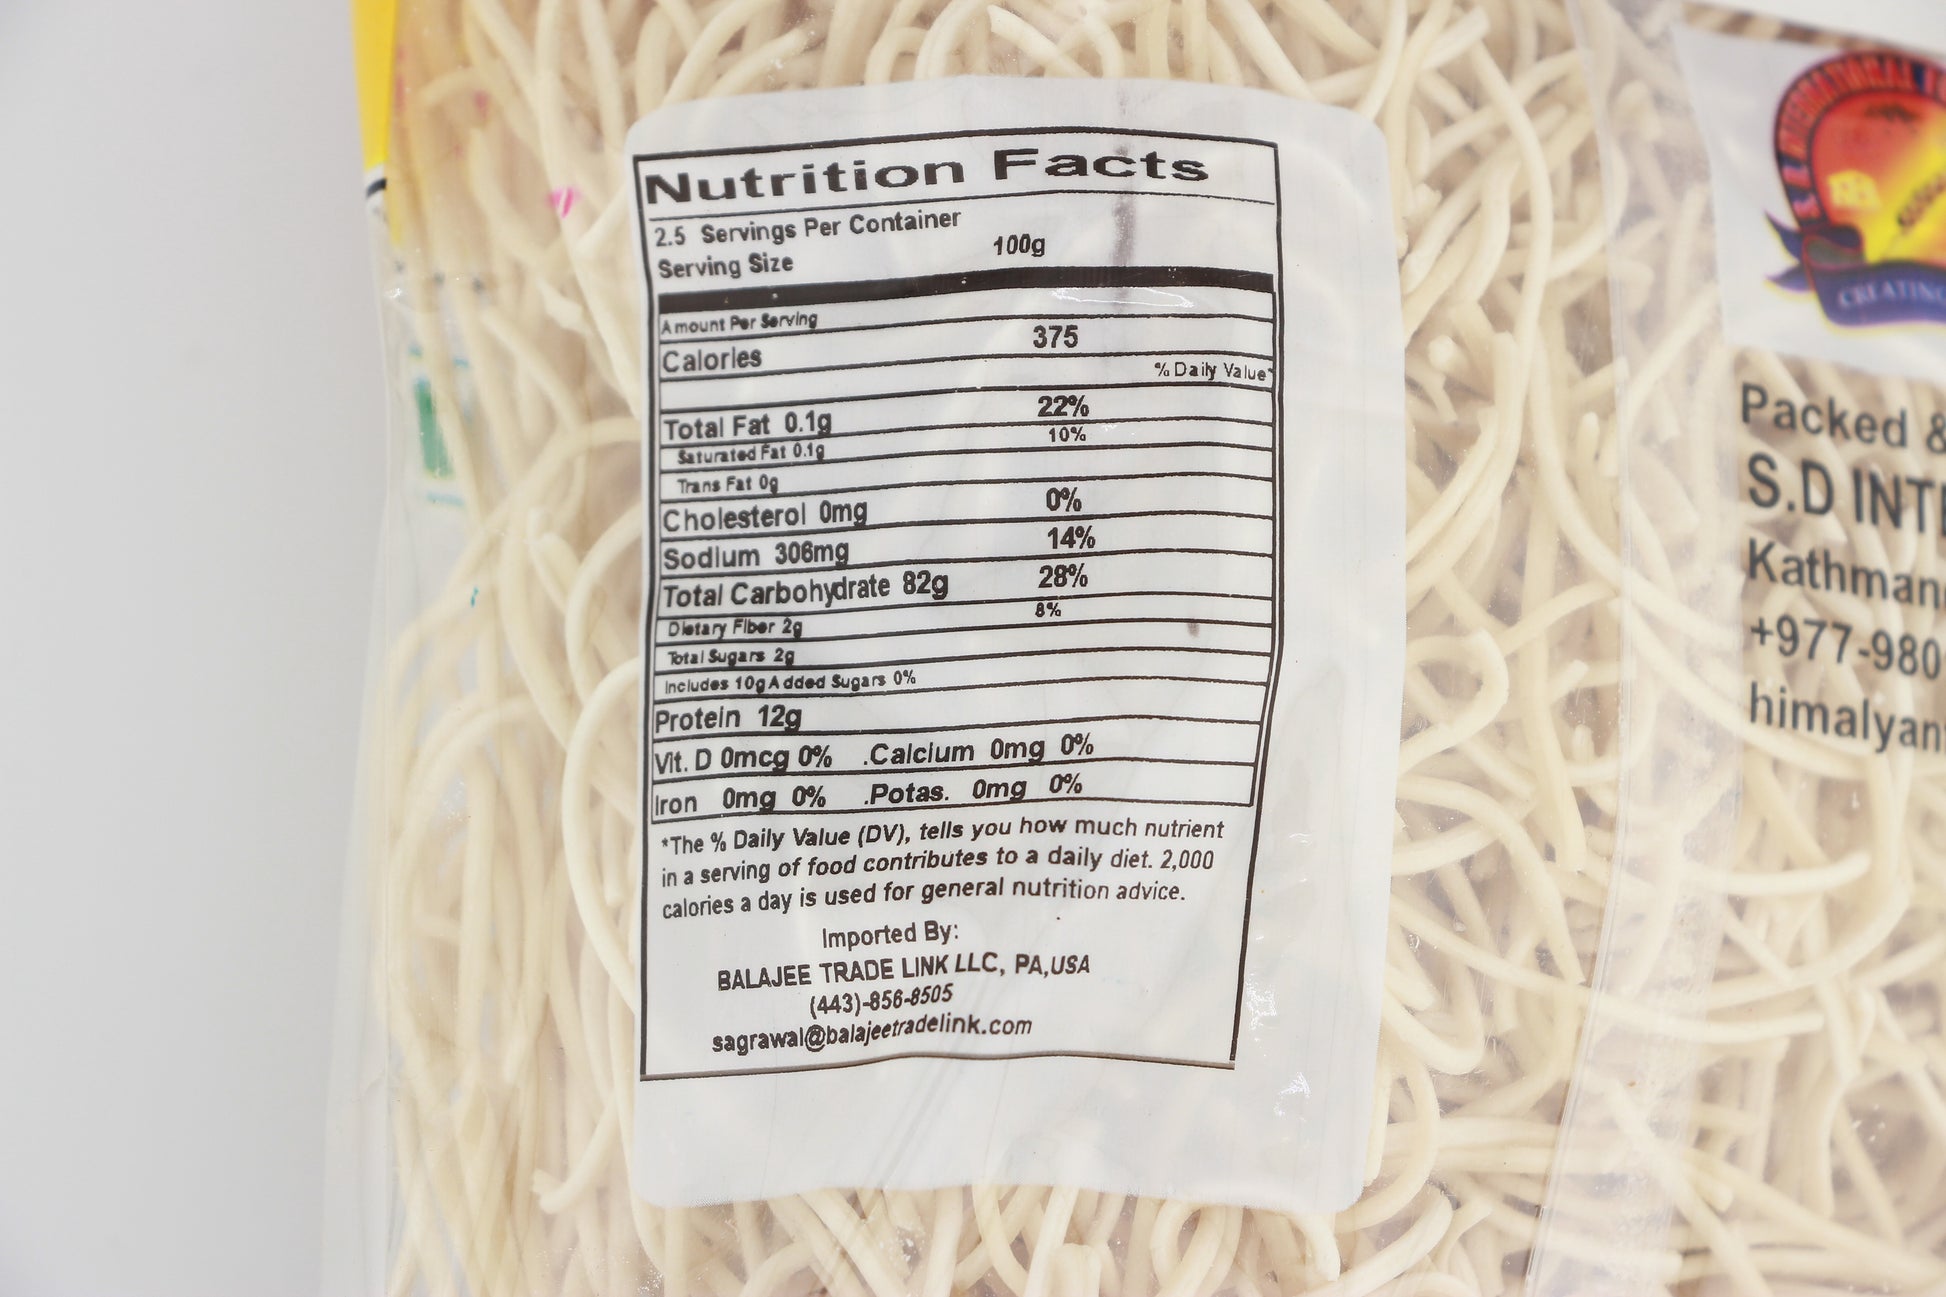 Nutrition Facts
2.5 Servings Per Container
Serving Size 100g
Amount Per Serving
Calories 375
% Daily Value*
Total Fat 0.1g 22%
Saturated Fat 0.1g 10%
Trans Fat 0g
Cholesterol 0mg 0%
Sodium 306mg 14%
Total Carbohydrate 82g 28%
Dietary Fiber 2g 8%
Total Sugars 2g
Includes 10g Added Sugars 0%
Protein 12g
Vit. D 0mcg 0% .Calcium 0mg 0%
Iron 0mg 0% .Potas. 0mg 0%
*The % Daily Value (DV), tells you how much nutrient
in a serving of food contributes to a daily diet. 2,000
calories a day is used for general nutrition advice.
Imported By:
BALAJEE TRADE LINK LLC, PA,USA
(443)-856-8505
sagrawal@balajeetradelink.com
INTERNATIONAL
CREATING
Packed &
S.D INTE
Kathman
+977-980
himalyan